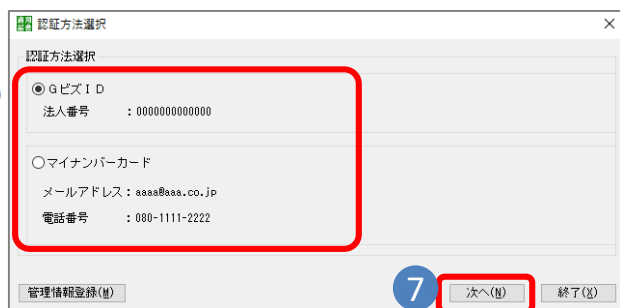 認証方法選択
認証方法選択
GビズID
法人番号 : 0000000000000
マイナンバーカード
メールアドレス : aaaa@aaa.co.jp
電話番号 : 080-1111-2222
管理情報登録(M) 7 次へ(N) 終了(X)